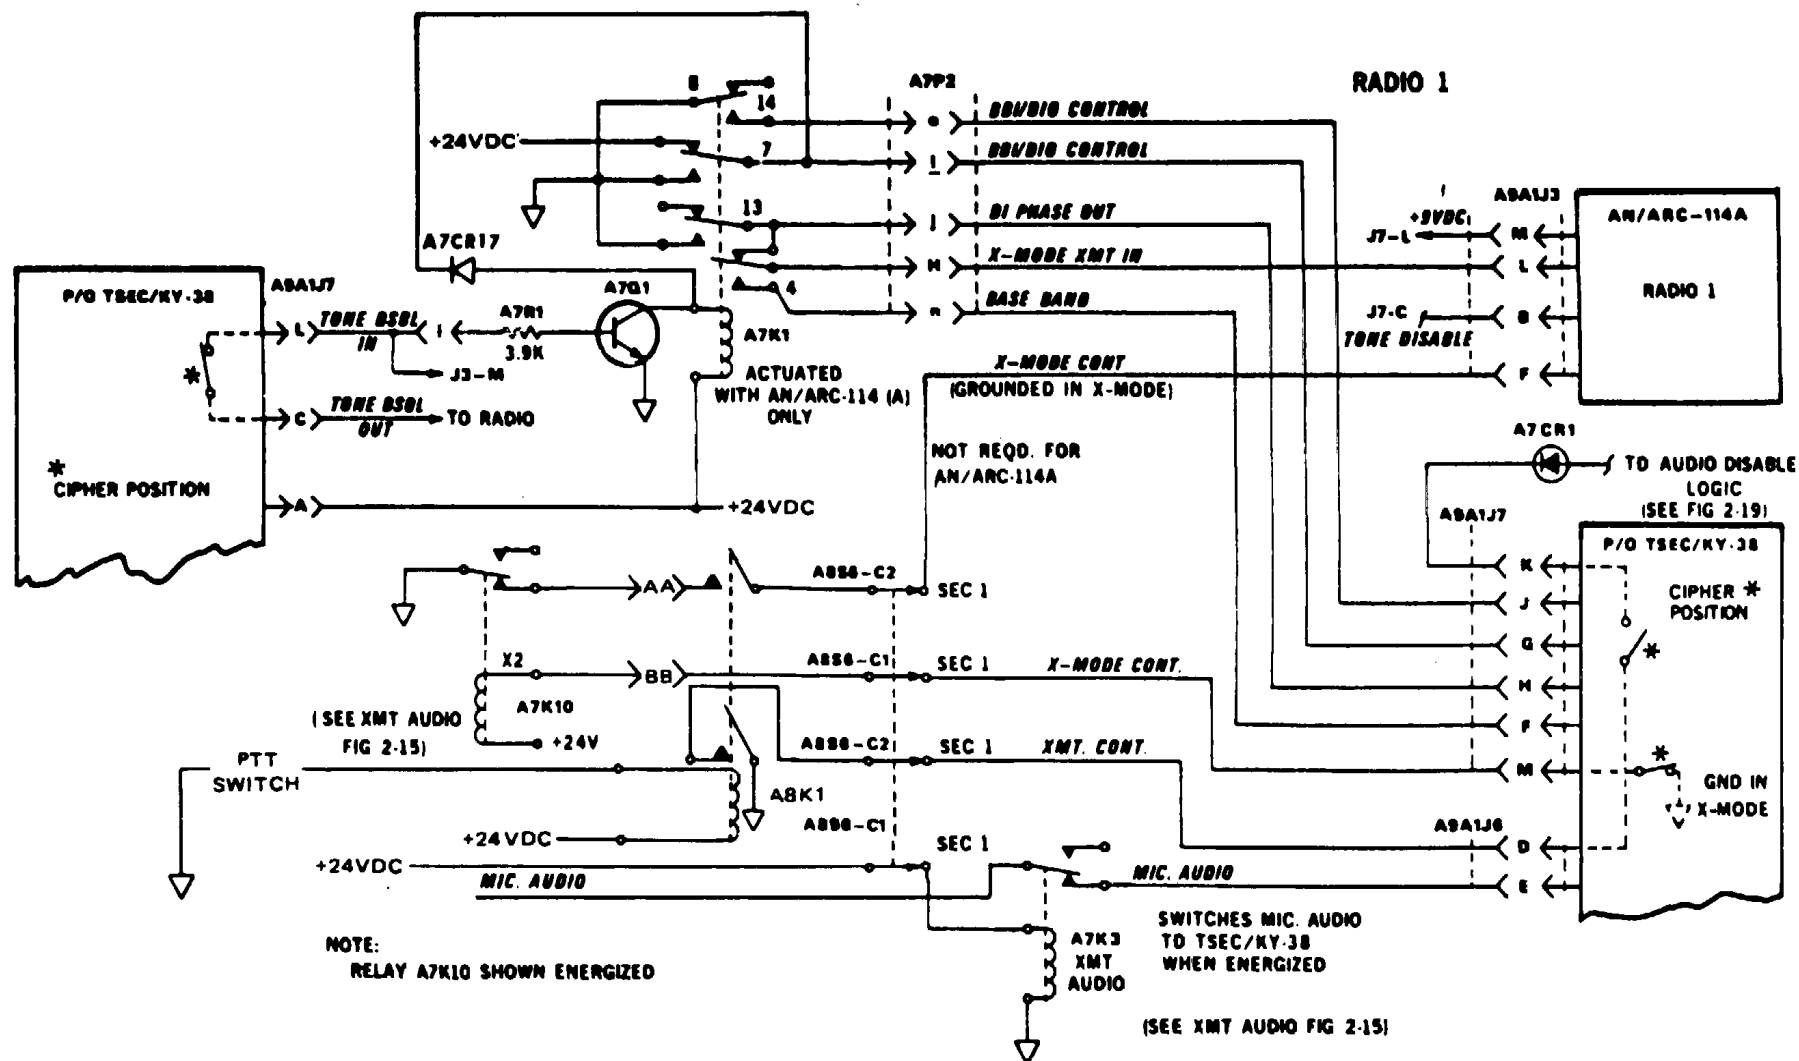 RADIO 1
A7P2
8
14
BBV/DIO CONTROL
+24VDC
7
BBV/DIO CONTROL
13
BI PHASE OUT
J
H
X-MODE XMT IN
4
n
BASE BAND
A7CR17
A9A1J3
+9VDC
J7-L
M
L
J7-C
TONE DISABLE
B
F
AN/ARC-114A
RADIO 1
P/O TSEC/KY-38
A9A1J7
L
TONE DSBL
IN
A7R1
3.9K
A7Q1
A7K1
J3-M
*
C
TONE DSBL
OUT
TO RADIO
*
CIPHER POSITION
A
+24VDC
ACTUATED
WITH AN/ARC-114 (A)
ONLY
X-MODE CONT
(GROUNDED IN X-MODE)
NOT REQD. FOR
AN/ARC-114A
A7CR1
TO AUDIO DISABLE
LOGIC
(SEE FIG 2-19)
A9A1J7
P/O TSEC/KY-38
K
J
G
H
F
M
CIPHER *
POSITION
*
*
GND IN
X-MODE
AA
A8S6-C2
SEC 1
X2
BB
A8S6-C1
SEC 1
X-MODE CONT.
A7K10
+24V
(SEE XMT AUDIO
FIG 2-15)
A8S6-C2
SEC 1
XMT. CONT.
PTT
SWITCH
A8K1
+24VDC
A8S6-C1
SEC 1
+24VDC
MIC. AUDIO
MIC. AUDIO
A9A1J6
D
E
A7K3
XMT
AUDIO
SWITCHES MIC. AUDIO
TO TSEC/KY-38
WHEN ENERGIZED
NOTE:
RELAY A7K10 SHOWN ENERGIZED
(SEE XMT AUDIO FIG 2-15)